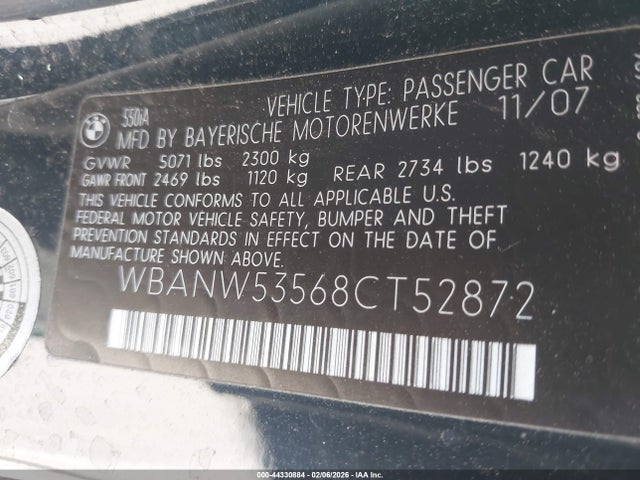 550iA
VEHICLE TYPE: PASSENGER CAR
MFD BY BAYERISCHE MOTORENWERKE 11/07
GVWR 5071 lbs 2300 kg
GAWR FRONT 2469 lbs 1120 kg REAR 2734 lbs 1240 kg
THIS VEHICLE CONFORMS TO ALL APPLICABLE U.S.
FEDERAL MOTOR VEHICLE SAFETY, BUMPER AND THEFT
PREVENTION STANDARDS IN EFFECT ON THE DATE OF
MANUFACTURE SHOWN ABOVE.
WBANW53568CT52872
000-44330884 - 02/06/2026 - IAA Inc.